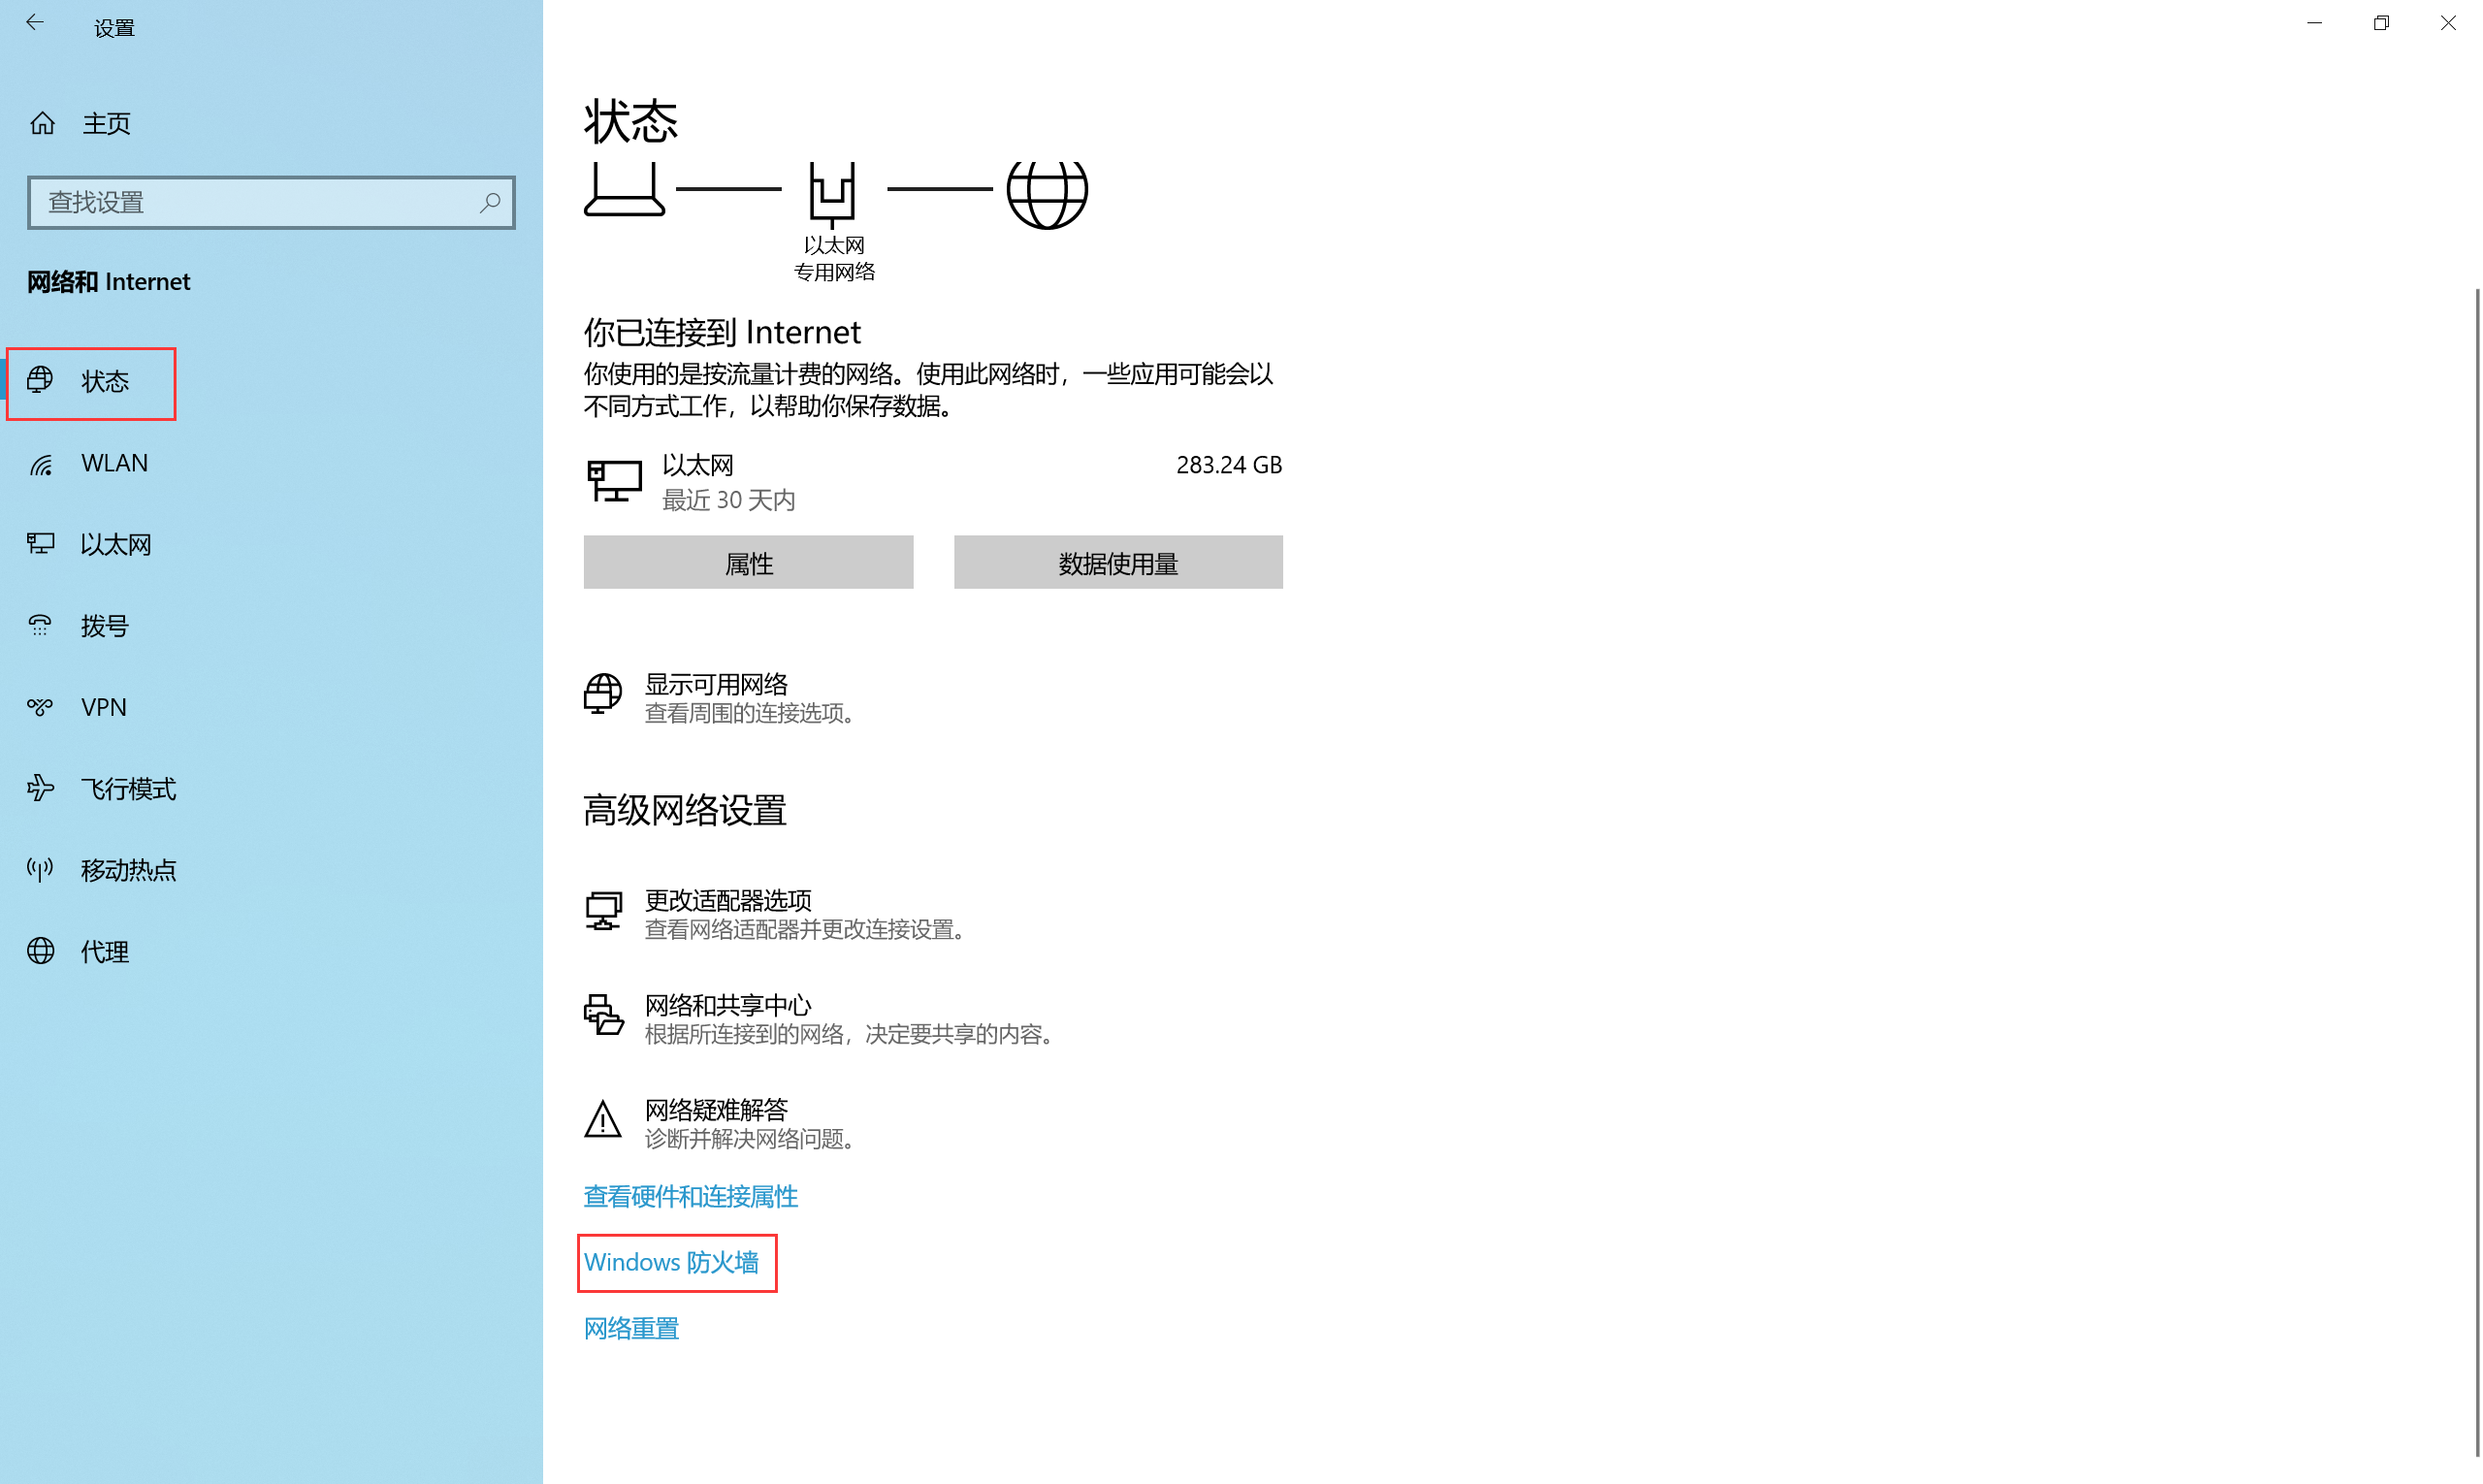 设置
主页
查找设置
网络和 Internet
状态
WLAN
以太网
拨号
VPN
飞行模式
移动热点
代理
状态
以太网
专用网络
你已连接到 Internet
你使用的是按流量计费的网络。使用此网络时，一些应用可能会以
不同方式工作，以帮助你保存数据。
以太网
283.24 GB
最近 30 天内
属性
数据使用量
显示可用网络
查看周围的连接选项。
高级网络设置
更改适配器选项
查看网络适配器并更改连接设置。
网络和共享中心
根据所连接到的网络，决定要共享的内容。
网络疑难解答
诊断并解决网络问题。
查看硬件和连接属性
Windows 防火墙
网络重置